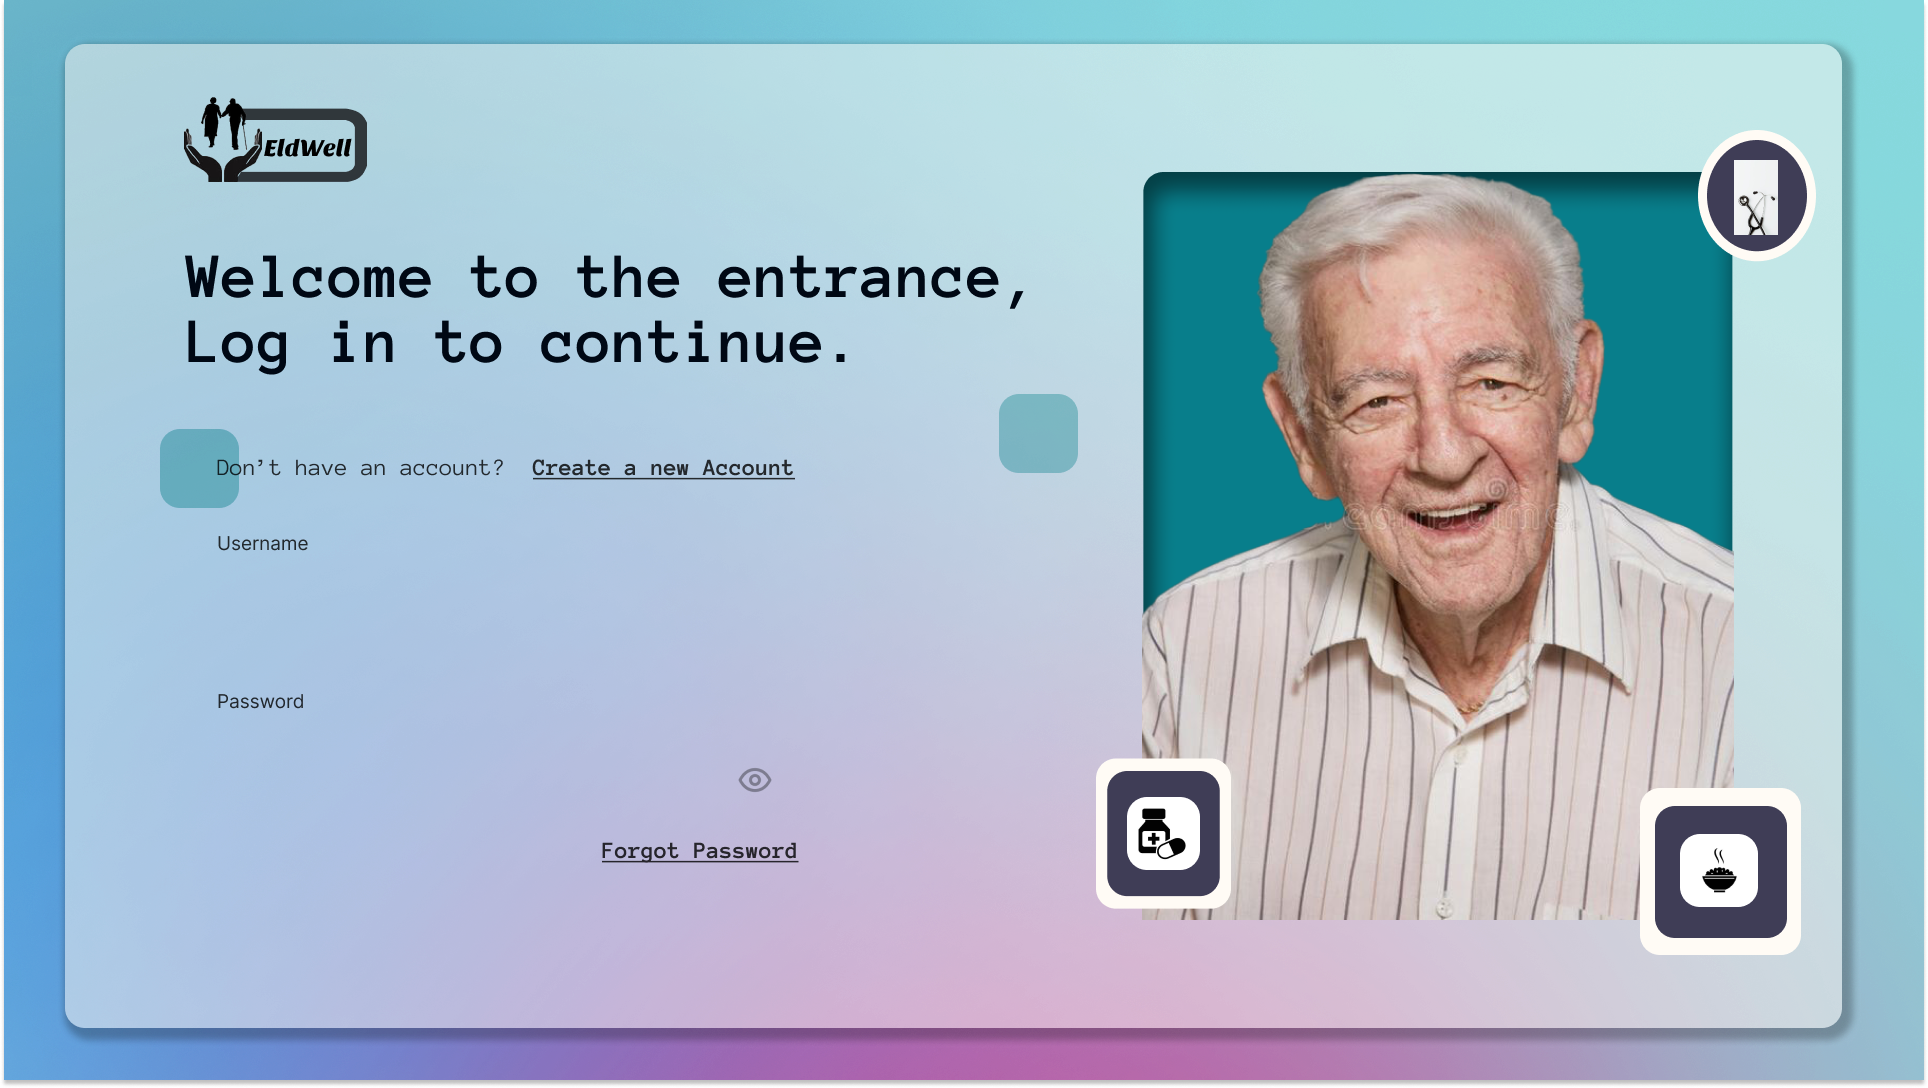 EldWell
Welcome to the entrance,
Log in to continue.
Don’t have an account? Create a new Account
Username
Password
Forgot Password